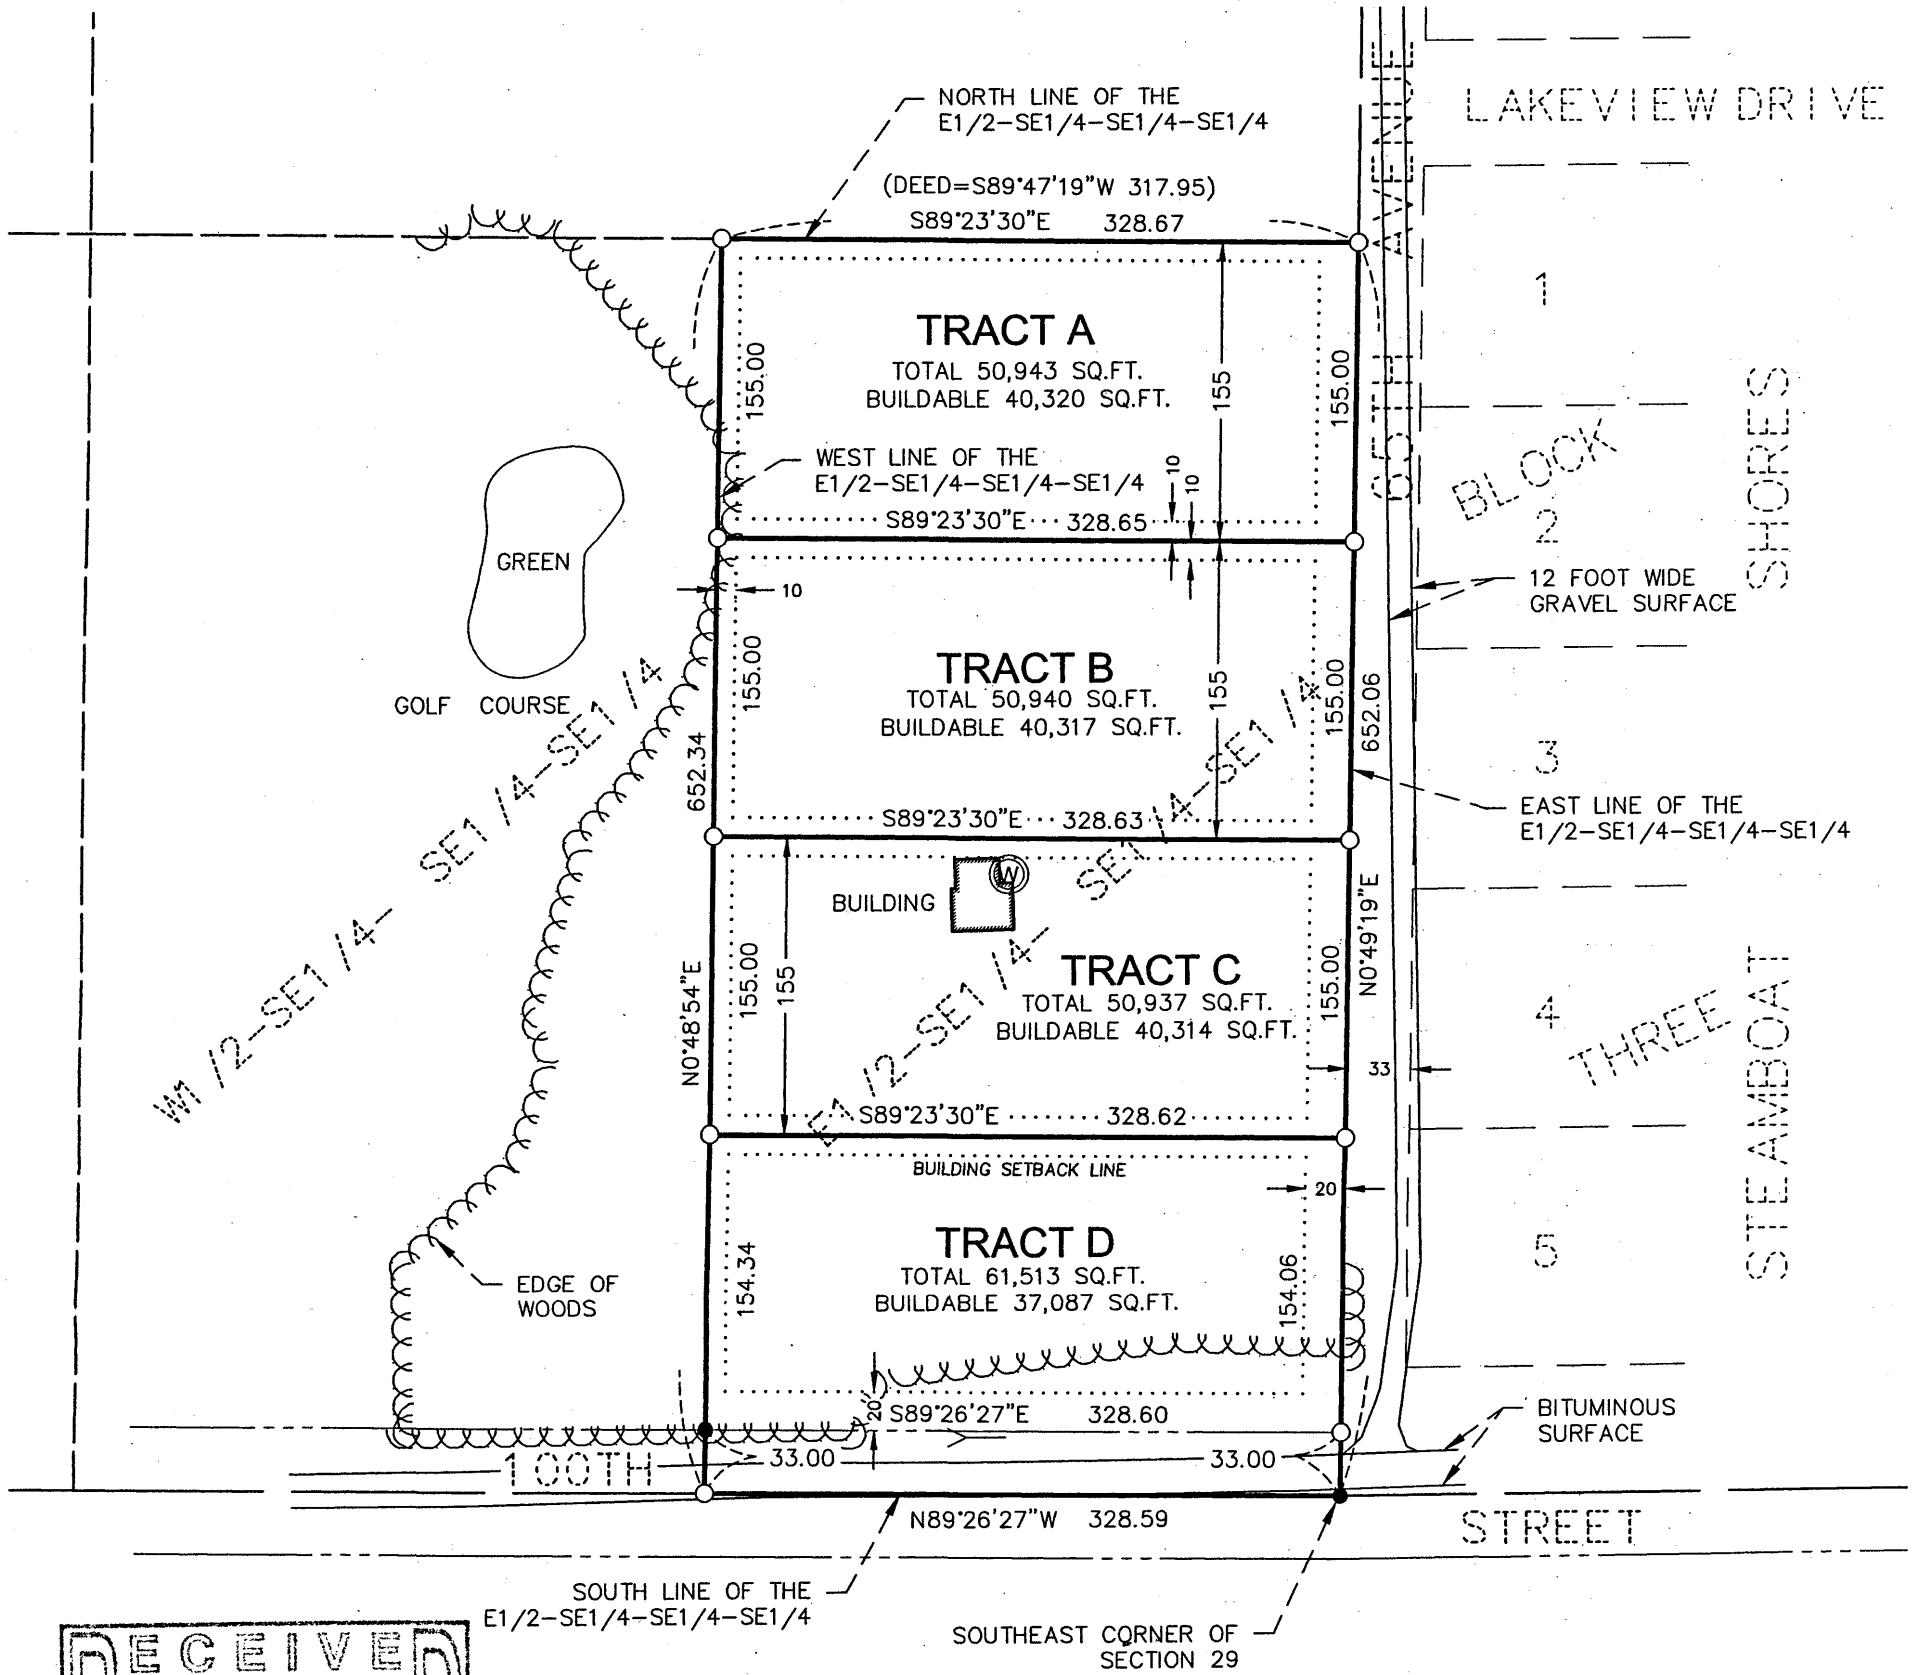 LAKEVIEW DRIVE
NORTH LINE OF THE
E1/2-SE1/4-SE1/4-SE1/4
(DEED=S89°47'19"W 317.95)
S89°23'30"E 328.67
TRACT A
TOTAL 50,943 SQ.FT.
BUILDABLE 40,320 SQ.FT.
155.00
155
155.00
1
WEST LINE OF THE
E1/2-SE1/4-SE1/4-SE1/4
10
10
S89°23'30"E 328.65
BLOCK
2
SHORES
GREEN
12 FOOT WIDE
GRAVEL SURFACE
10
GOLF COURSE
TRACT B
TOTAL 50,940 SQ.FT.
BUILDABLE 40,317 SQ.FT.
155.00
155
155.00
652.06
652.34
3
S89°23'30"E 328.63
EAST LINE OF THE
E1/2-SE1/4-SE1/4-SE1/4
W1/2-SE1/4-SE1/4-SE1/4
E1/2-SE1/4-SE1/4-SE1/4
W
BUILDING
TRACT C
TOTAL 50,937 SQ.FT.
BUILDABLE 40,314 SQ.FT.
155.00
155
155.00
N0°49'19"E
N0°48'54"E
4
THREE
STEAMBOAT
33
S89°23'30"E 328.62
BUILDING SETBACK LINE
20
TRACT D
TOTAL 61,513 SQ.FT.
BUILDABLE 37,087 SQ.FT.
154.34
154.06
5
EDGE OF
WOODS
20
S89°26'27"E 328.60
BITUMINOUS
SURFACE
33.00
33.00
100TH
N89°26'27"W 328.59
STREET
SOUTH LINE OF THE
E1/2-SE1/4-SE1/4-SE1/4
SOUTHEAST CORNER OF
SECTION 29